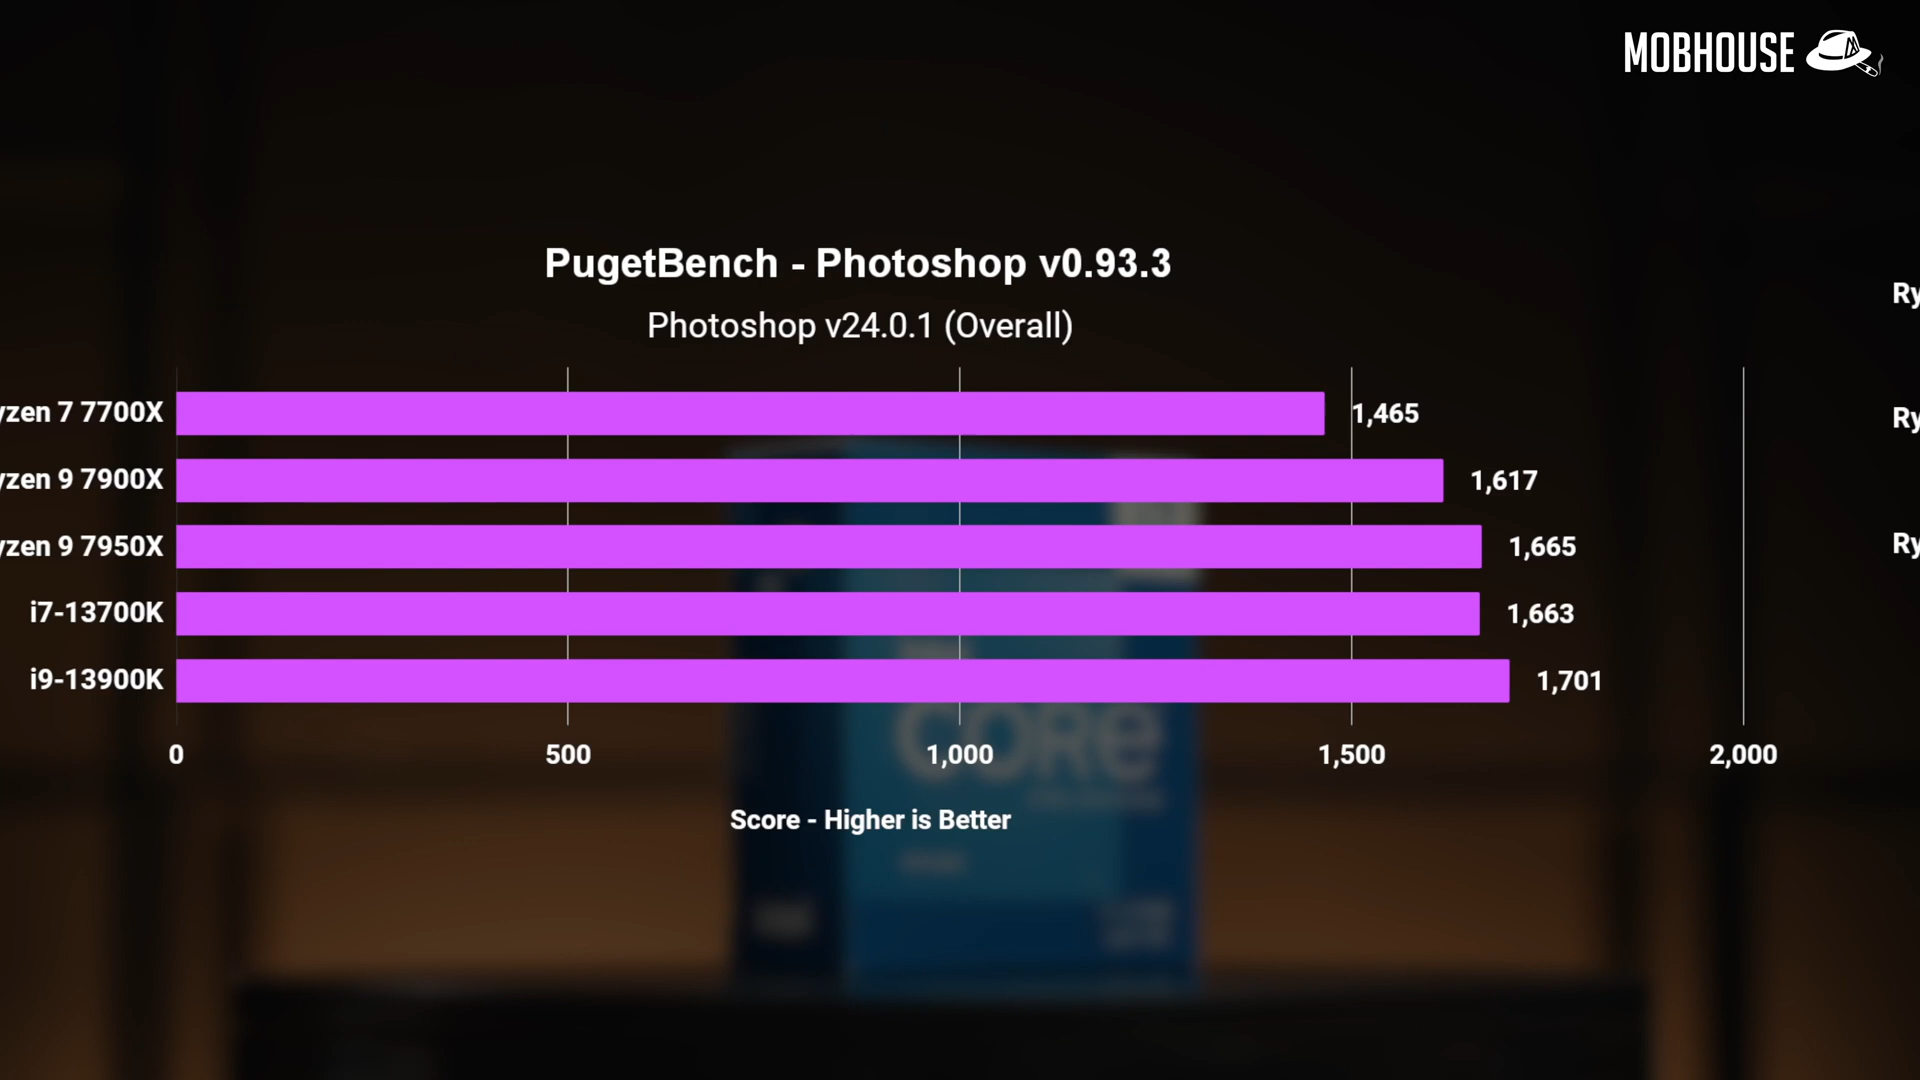 MOBHOUSE
PugetBench - Photoshop v0.93.3
Photoshop v24.0.1 (Overall)
yzen 7 7700X 1,465
yzen 9 7900X 1,617
yzen 9 7950X 1,665
i7-13700K 1,663
i9-13900K 1,701
0 500 1,000 1,500 2,000
Score - Higher is Better
Ry
Ry
Ry
CORE